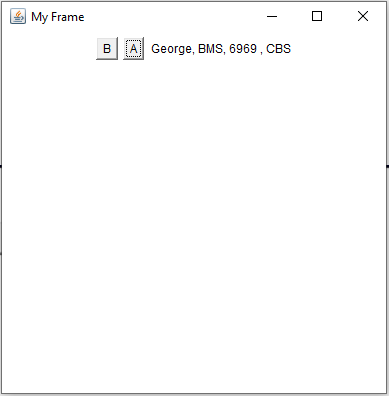 My Frame
B A George, BMS, 6969 , CBS